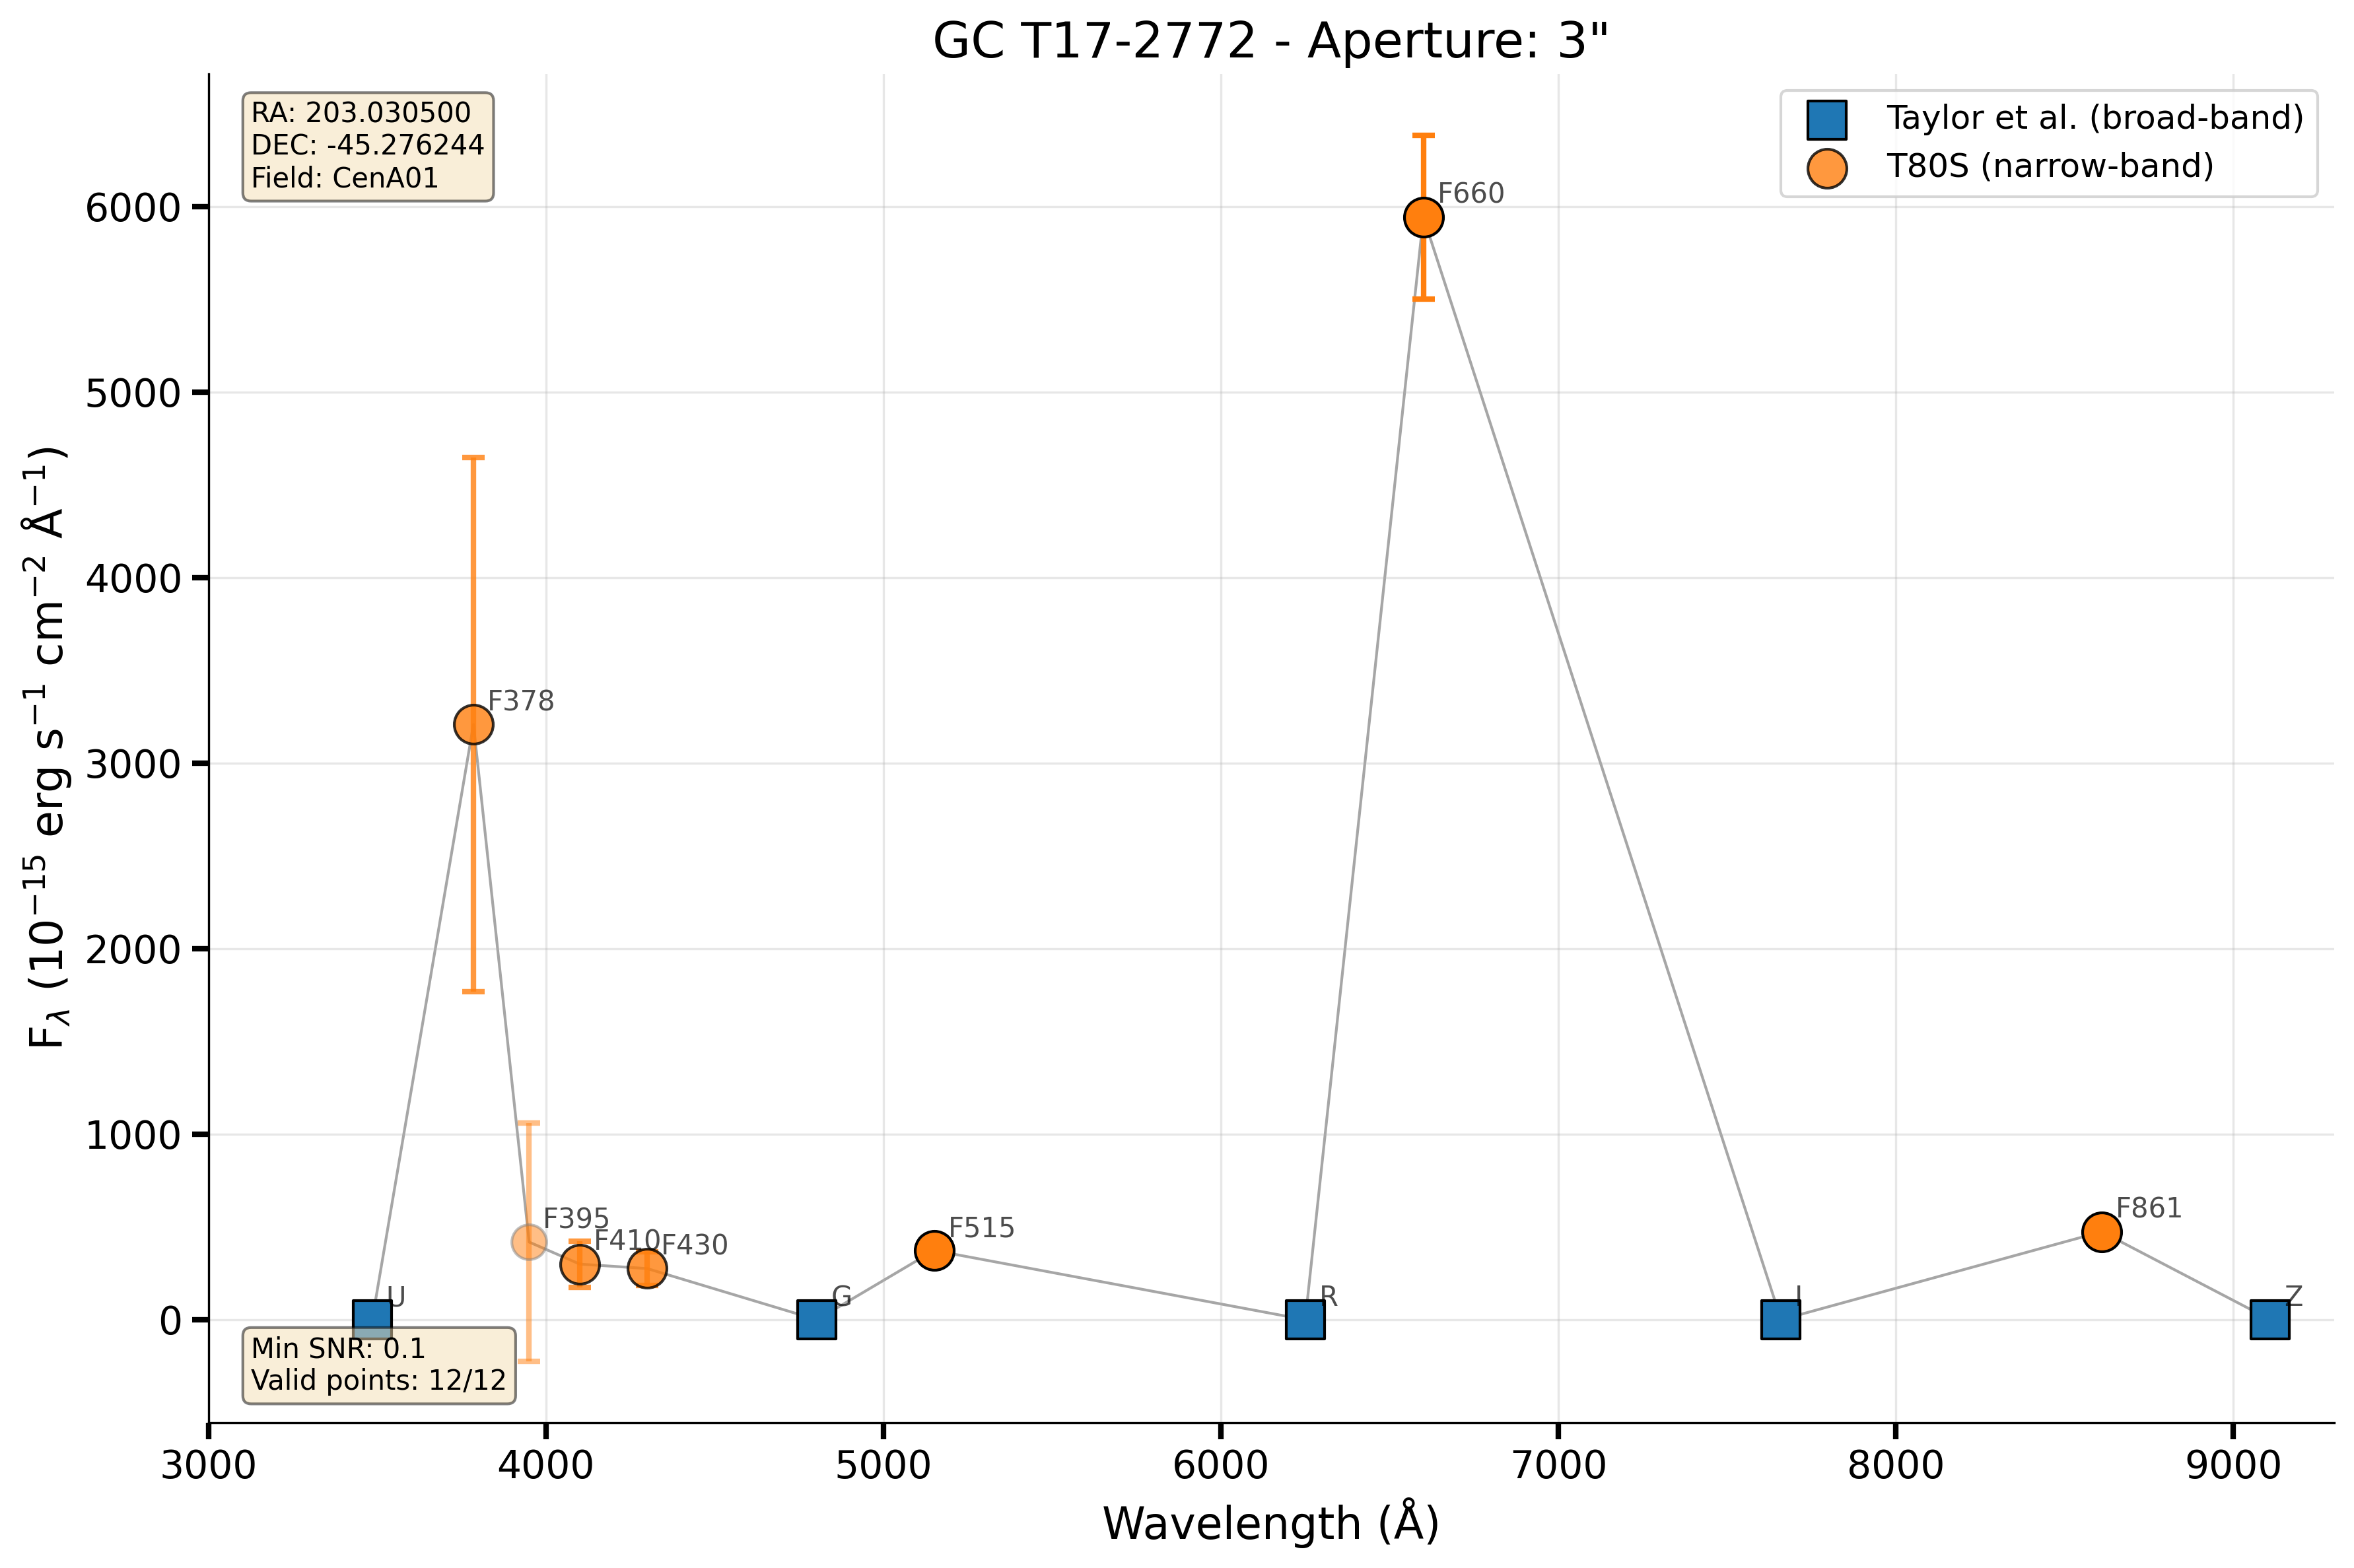 GC T17-2772 - Aperture: 3"
RA: 203.030500
DEC: -45.276244
Field: CenA01
Taylor et al. (broad-band)
T80S (narrow-band)
F$_{λ}$ (10$^{−15}$ erg s$^{−1}$ cm$^{−2}$ Å$^{−1}$)
6000
5000
4000
3000
2000
1000
0
F660
F378
F395
F410
F430
F515
F861
U
G
R
I
Z
Min SNR: 0.1
Valid points: 12/12
3000
4000
5000
6000
7000
8000
9000
Wavelength (Å)